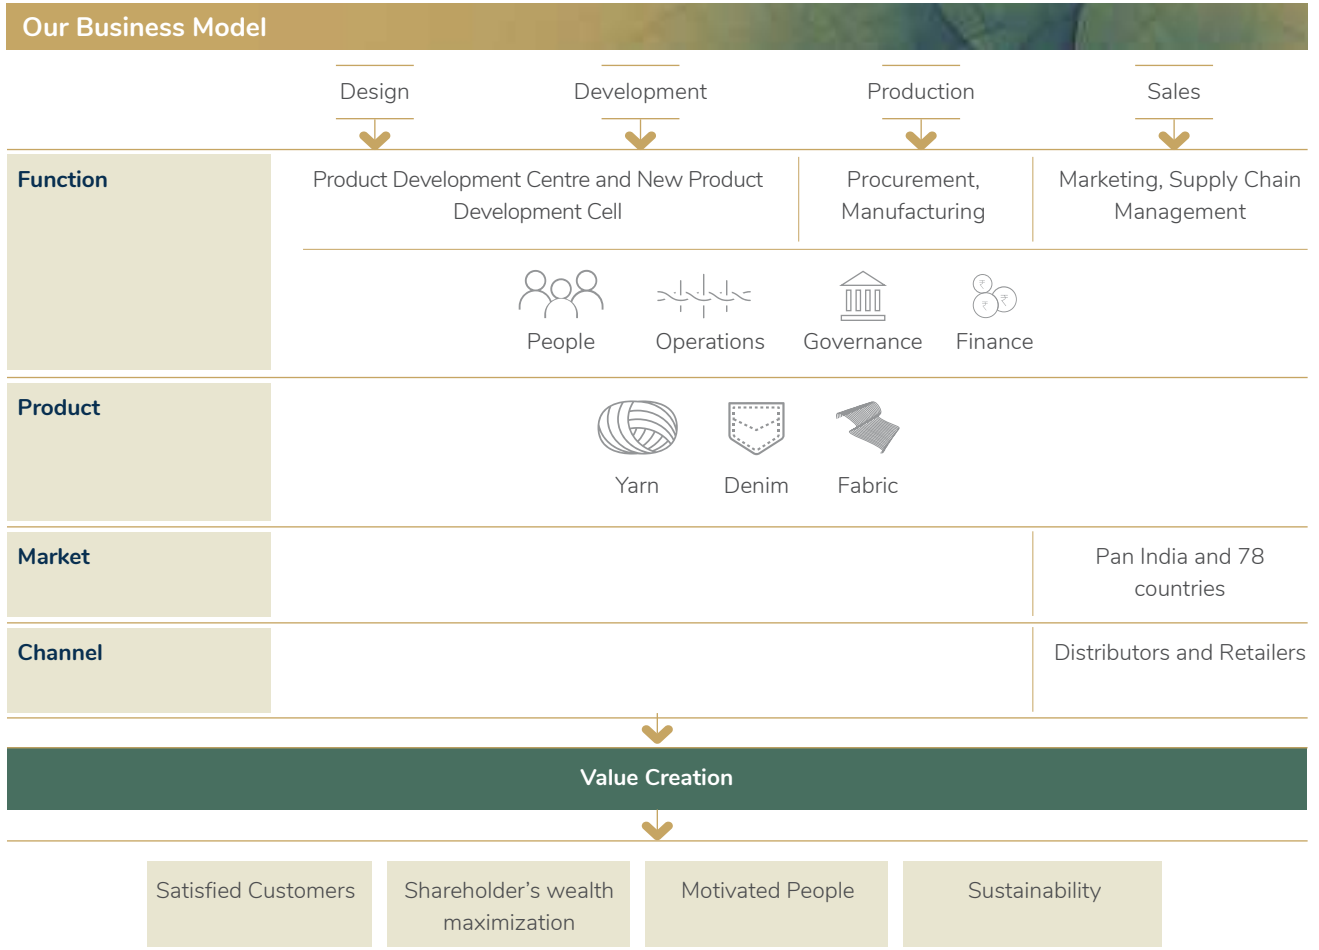 Our Business Model
Design
Development
Production
Sales
Function
Product Development Centre and New Product
Development Cell
Procurement,
Manufacturing
Marketing, Supply Chain
Management
People
Operations
Governance
Finance
Product
Yarn
Denim
Fabric
Market
Pan India and 78
countries
Channel
Distributors and Retailers
Value Creation
Satisfied Customers
Shareholder’s wealth
maximization
Motivated People
Sustainability